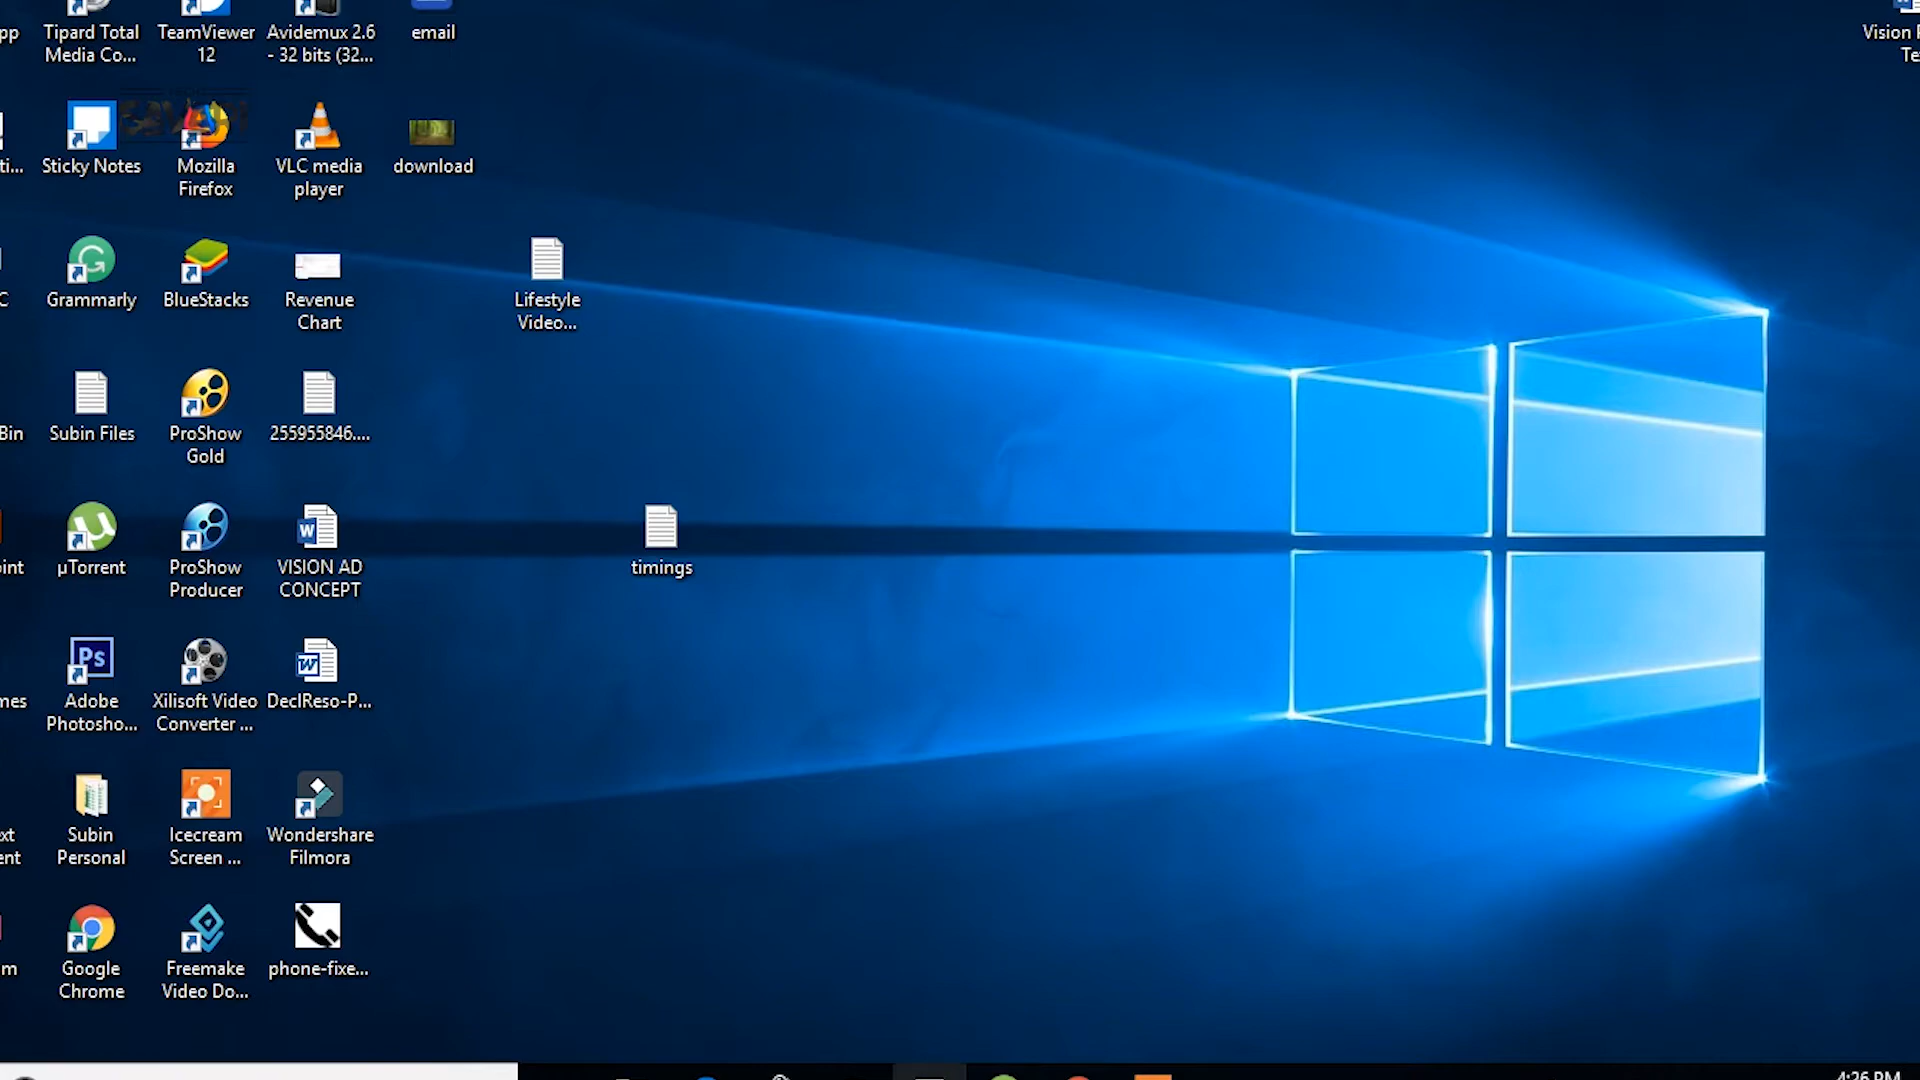 pp
Tipard Total
Media Co...
TeamViewer
12
Avidemux 2.6
- 32 bits (32...
email
Vision
Te
ti...
Sticky Notes
Mozilla
Firefox
VLC media
player
download
C
Grammarly
BlueStacks
Revenue
Chart
Lifestyle
Video...
Bin
Subin Files
ProShow
Gold
255955846....
int
µTorrent
ProShow
Producer
VISION AD
CONCEPT
timings
mes
Ps
Adobe
Photosho...
Xilisoft Video
Converter ...
DeclReso-P...
xt
ent
Subin
Personal
Icecream
Screen ...
Wondershare
Filmora
m
Google
Chrome
Freemake
Video Do...
phone-fixe...
4:26 PM